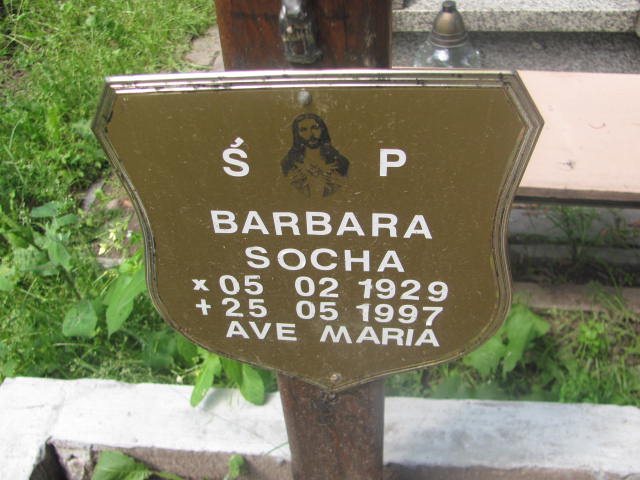 Ś P
BARBARA
SOCHA
x 05 02 1929
+ 25 05 1997
AVE MARIA